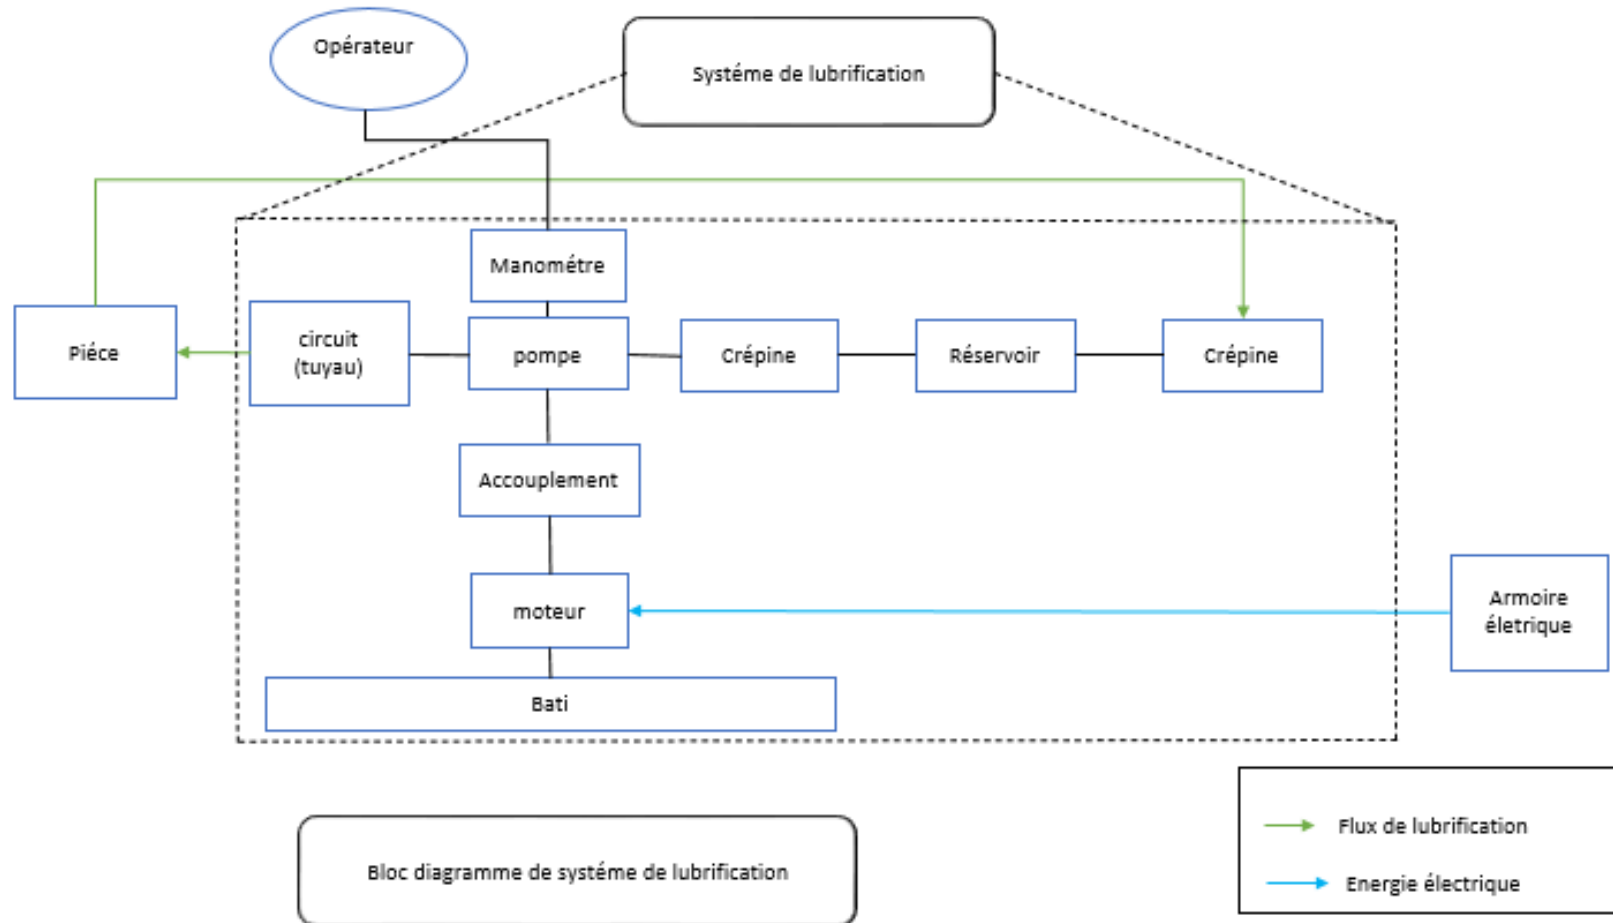 Opérateur
Systéme de lubrification
Manométre
Piéce
circuit
(tuyau)
pompe
Crépine
Réservoir
Crépine
Accouplement
moteur
Armoire
életrique
Bati
Bloc diagramme de systéme de lubrification
Flux de lubrification
Energie électrique